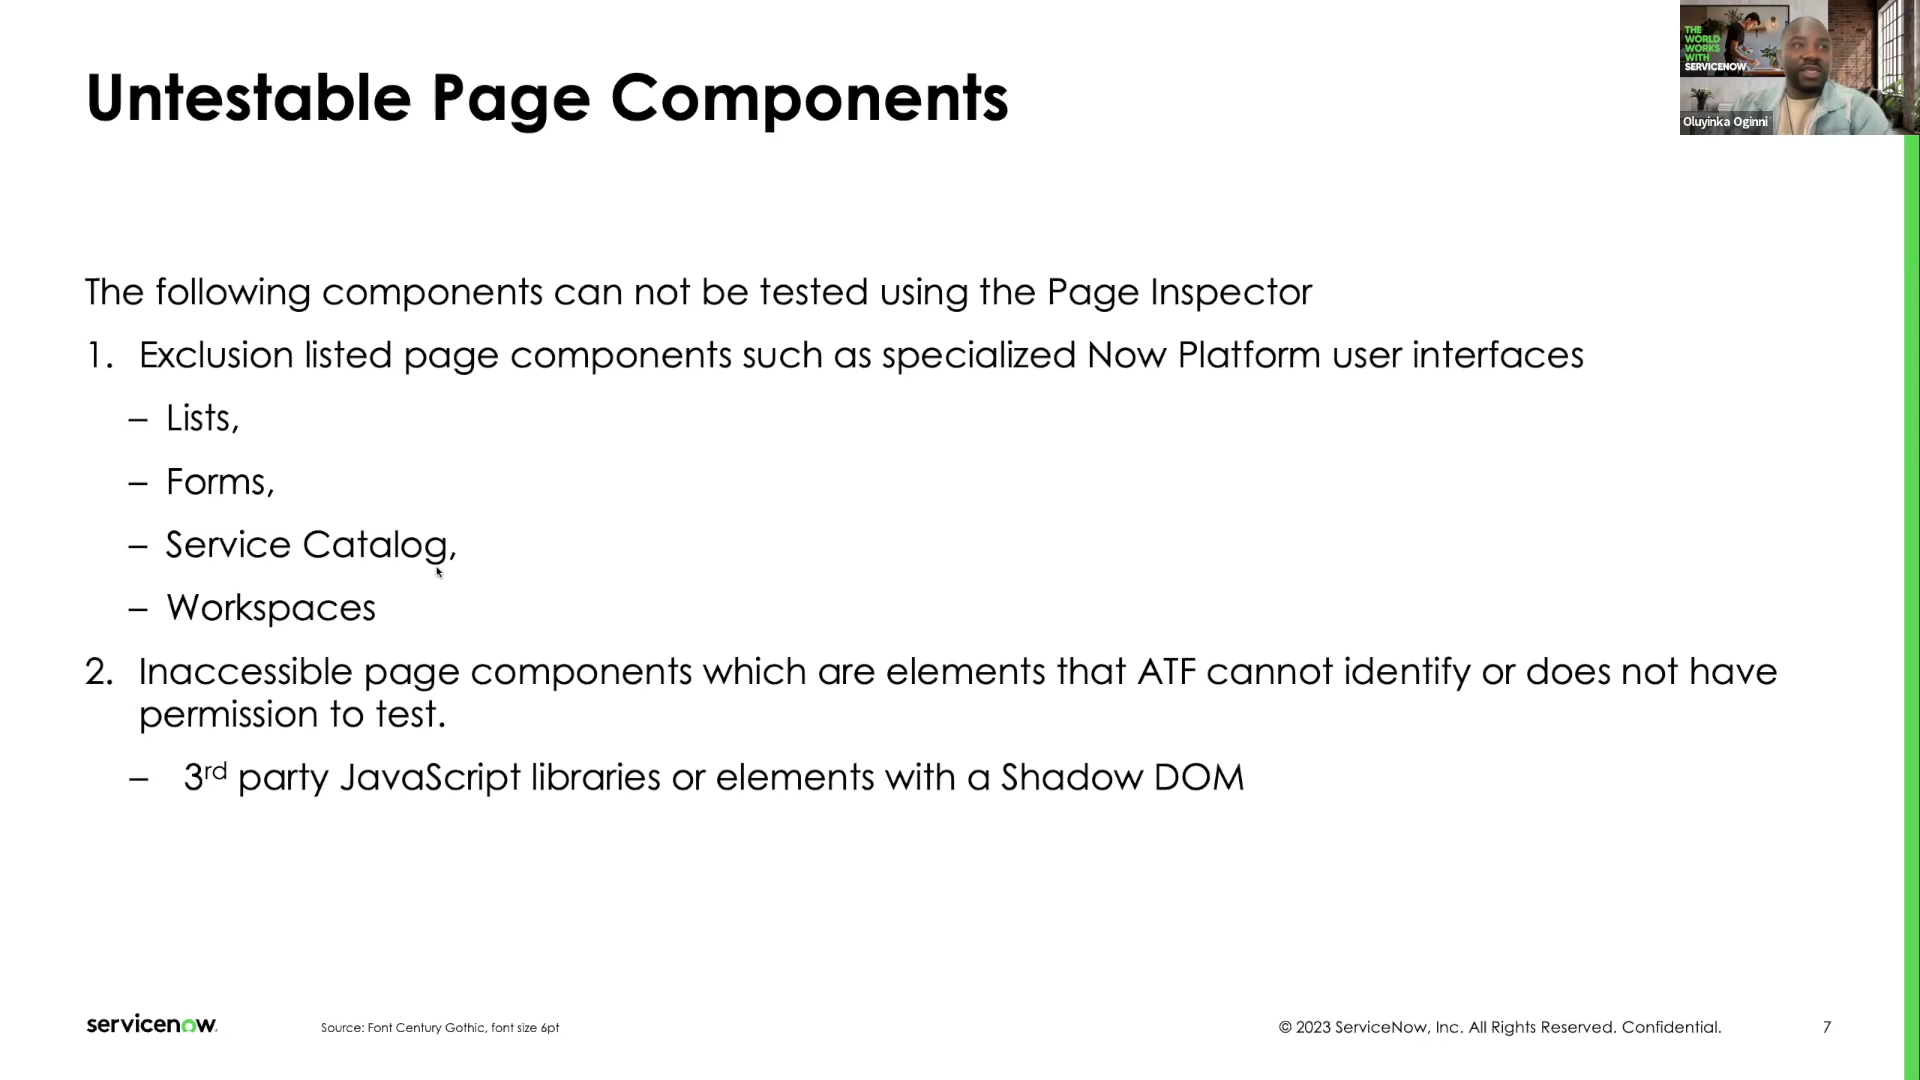 Untestable Page Components
THE
WORLD
WORKS
WITH
SERVICENOW
Oluyinka Oginni
The following components can not be tested using the Page Inspector
1. Exclusion listed page components such as specialized Now Platform user interfaces
– Lists,
– Forms,
– Service Catalog,
– Workspaces
2. Inaccessible page components which are elements that ATF cannot identify or does not have
permission to test.
– 3rd party JavaScript libraries or elements with a Shadow DOM
servicenow
Source: Font Century Gothic, font size 6pt
© 2023 ServiceNow, Inc. All Rights Reserved. Confidential.
7